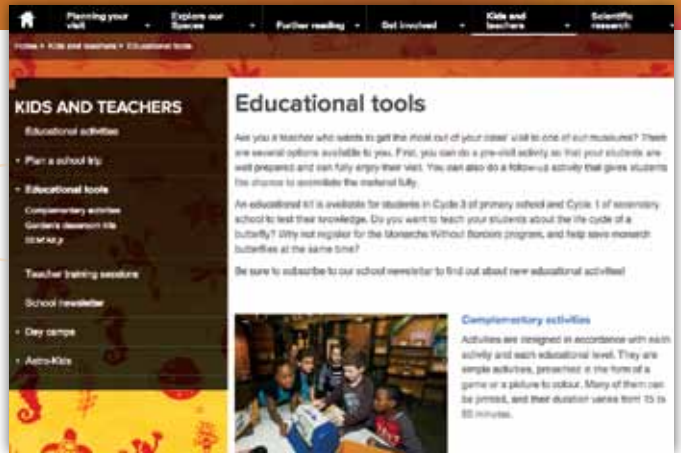 Planning your visit
Explore our Spaces
Further reading
Get involved
Kids and teachers
Scientific research
Home • Kids and teachers • Educational tools
KIDS AND TEACHERS
Educational activities
Plan a school trip
Educational tools
Complementary activities
Garden's classroom kits
Teacher training sessions
School newsletter
Day camps
Astro-Kids
Educational tools
Are you a teacher who wants to get the most out of your class' visit to one of our museums? There
are several options available to you. First, you can do a pre-visit activity so that your students are
well prepared and can fully enjoy their visit. You can also do a follow-up activity that gives students
the chance to assimilate the material fully.
An educational kit is available for students in Cycle 3 of primary school and Cycle 1 of secondary
school to test their knowledge. Do you want to teach your students about the life cycle of a
butterfly? Why not register for the Monarchs Without Borders program, and help save monarch
butterflies at the same time?
Be sure to subscribe to our school newsletter to find out about new educational activities!
Complementary activities
Activities are designed in accordance with each
activity and each educational level. They are
simple activities, presented in the form of a
game or a picture to colour. Many of them can
be printed, and their duration varies from 15 to
minutes.